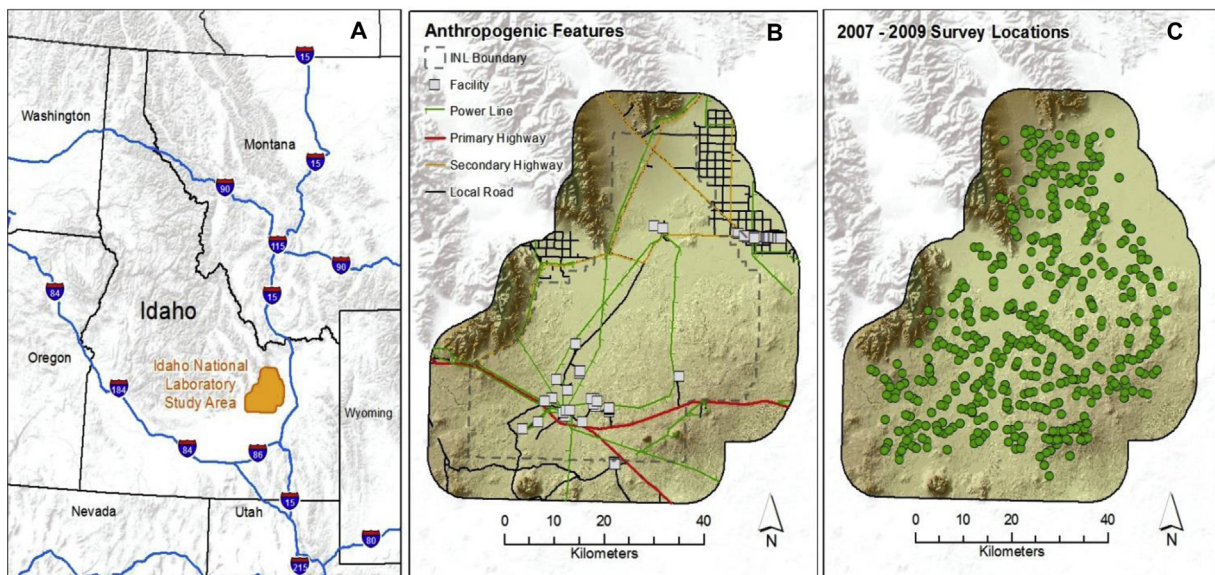 A
15
Washington
Montana
15
90
115
90
15
84
Idaho
Oregon
Idaho National
Laboratory
Study Area
184
Wyoming
84
86
15
Nevada
Utah
80
215
Anthropogenic Features
B
INL Boundary
Facility
Power Line
Primary Highway
Secondary Highway
Local Road
0 10 20 40
Kilometers
N
2007 - 2009 Survey Locations
C
0 10 20 40
Kilometers
N